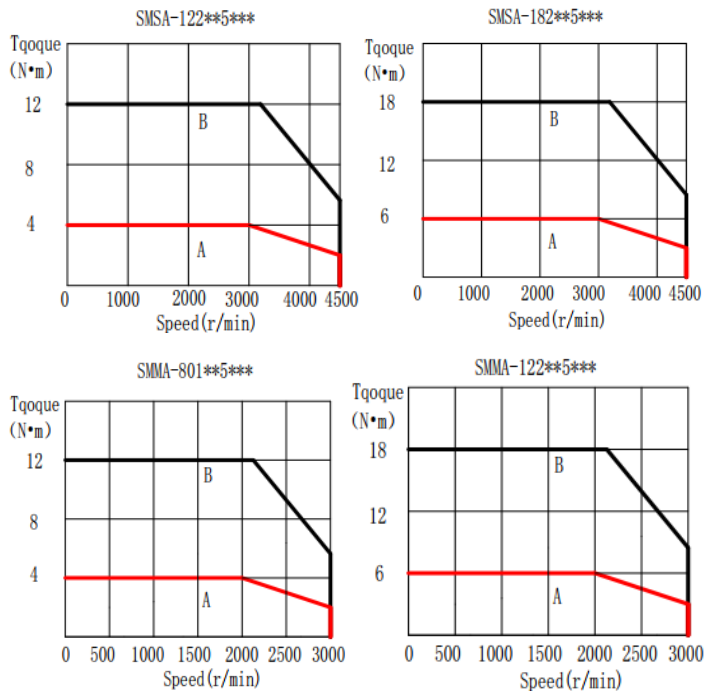 SMSA-122**5***
Tqoque
(N•m)
12
8
4
B
A
0 1000 2000 3000 4000 4500
Speed(r/min)
SMSA-182**5***
Tqoque
(N•m)
18
12
6
B
A
0 1000 2000 3000 4000 4500
Speed(r/min)
SMMA-801**5***
Tqoque
(N•m)
12
8
4
B
A
0 500 1000 1500 2000 2500 3000
Speed(r/min)
SMMA-122**5***
Tqoque
(N•m)
18
12
6
B
A
0 500 1000 1500 2000 2500 3000
Speed(r/min)